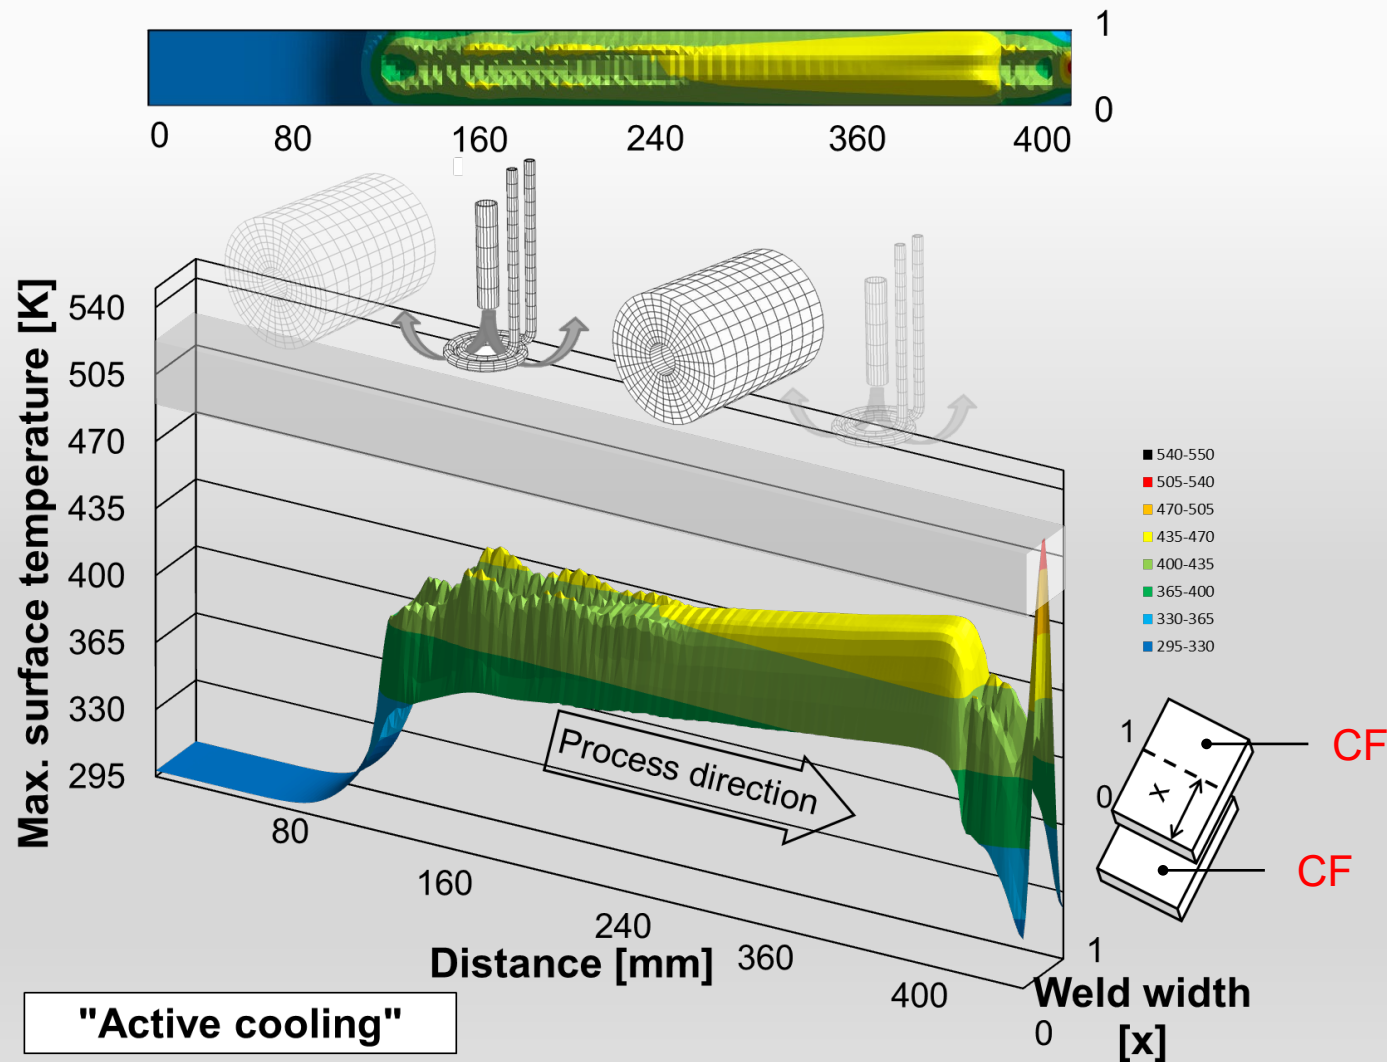 1
0
0 80 160 240 360 400
Max. surface temperature [K]
540
505
470
435
400
365
330
295
540-550
505-540
470-505
435-470
400-435
365-400
330-365
295-330
Process direction
1
0
x
CF
CF
80
160
240
360
400
Distance [mm]
1
0
Weld width
[x]
"Active cooling"